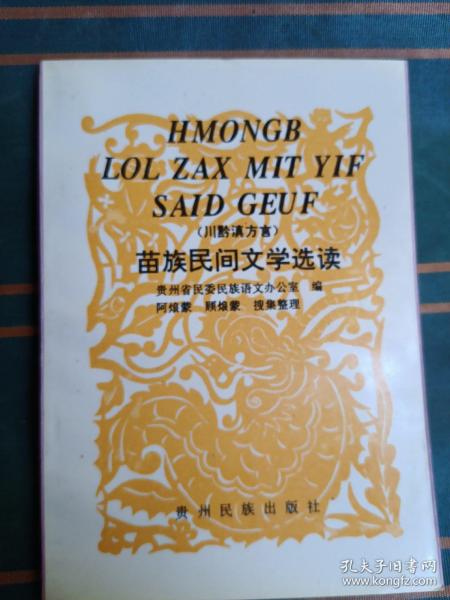 HMONGB
LOL ZAX MIT YIF
SAID GEUF
（川黔滇方言）
苗族民间文学选读
贵州省民委民族语文办公室 编
阿烺蒙 顾烺蒙 搜集整理
贵州民族出版社
孔夫子旧书网
www.kongfz.com